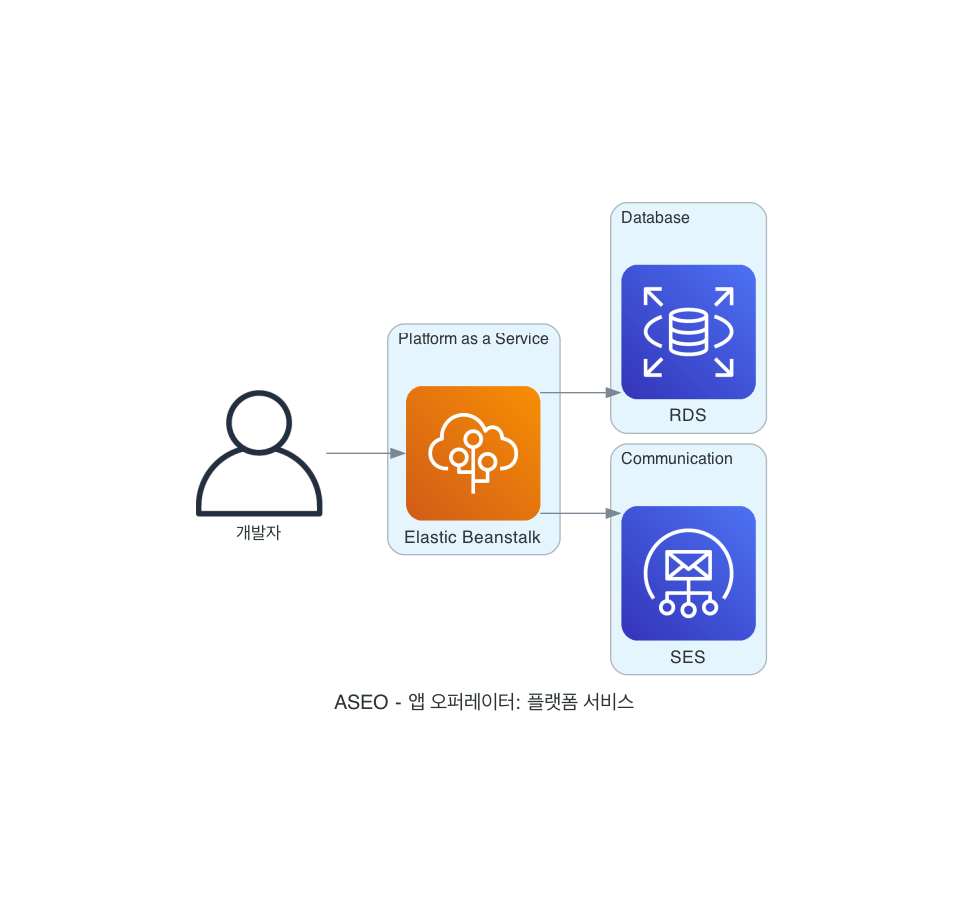 Database
RDS
Platform as a Service
Elastic Beanstalk
개발자
Communication
SES
ASEO - 앱 오퍼레이터: 플랫폼 서비스